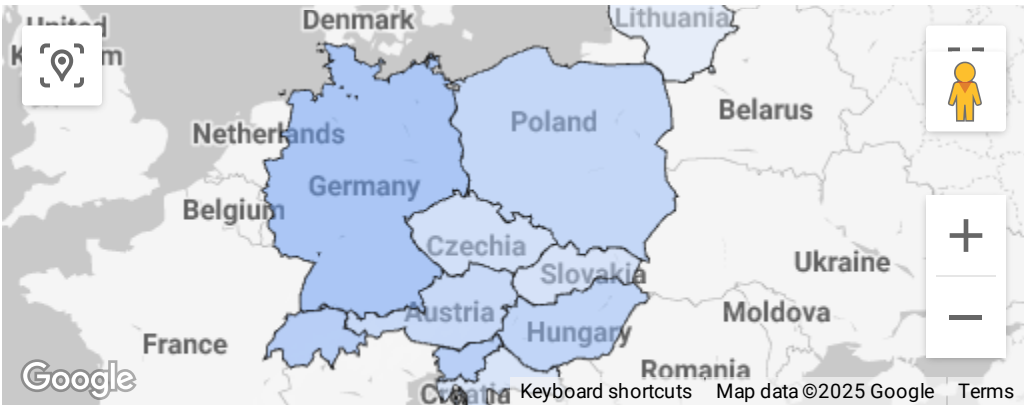 Denmark
Lithuania
United
Belarus
Poland
Netherlands
Germany
Belgium
Czechia
Ukraine
Slovakia
Austria
Moldova
Hungary
France
Romania
Google
Keyboard shortcuts Map data ©2025 Google Terms